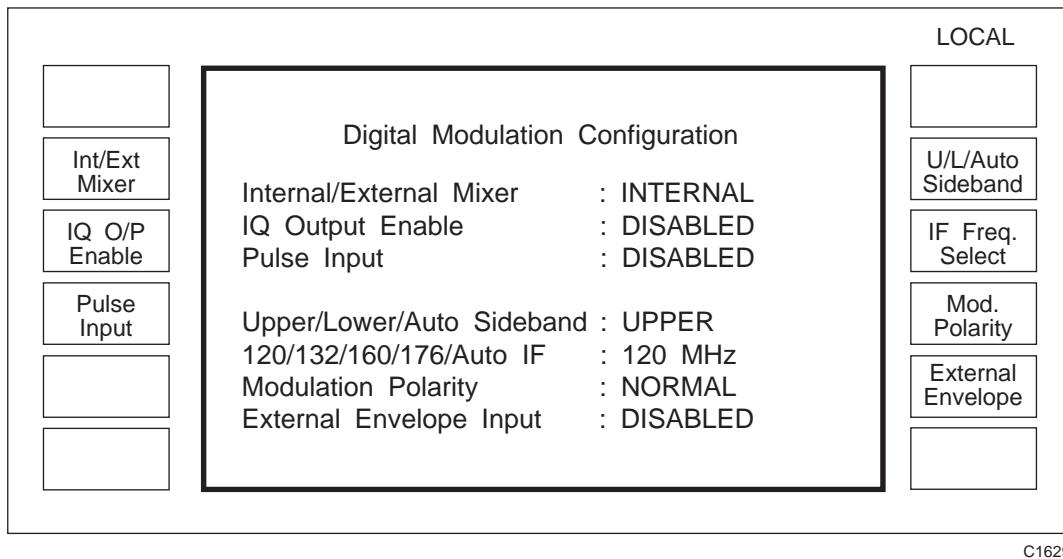 LOCAL
Int/Ext
Mixer
IQ O/P
Enable
Pulse
Input
Digital Modulation Configuration
Internal/External Mixer : INTERNAL
IQ Output Enable : DISABLED
Pulse Input : DISABLED
Upper/Lower/Auto Sideband : UPPER
120/132/160/176/Auto IF : 120 MHz
Modulation Polarity : NORMAL
External Envelope Input : DISABLED
U/L/Auto
Sideband
IF Freq.
Select
Mod.
Polarity
External
Envelope